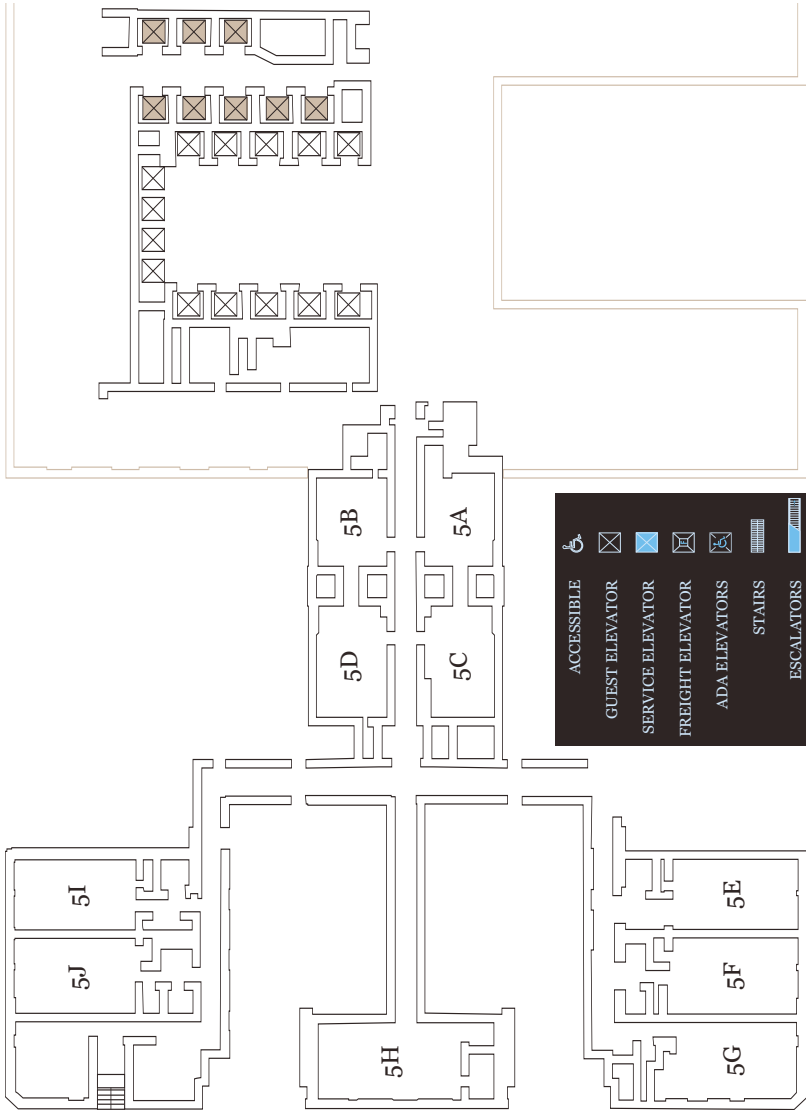 5A
5B
5C
5D
5E
5F
5G
5H
5I
5J
ACCESSIBLE
GUEST ELEVATOR
SERVICE ELEVATOR
FREIGHT ELEVATOR
ADA ELEVATORS
STAIRS
ESCALATORS